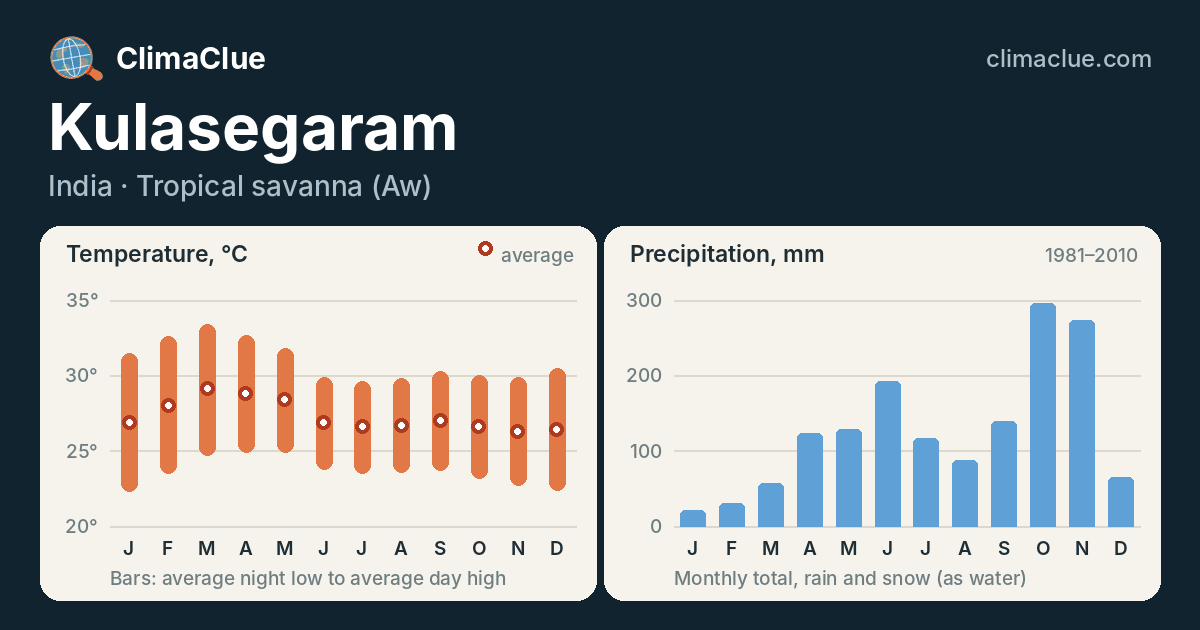 ClimaClue
climaclue.com
Kulasegaram
India · Tropical savanna (Aw)
Temperature, °C
average
35°
30°
25°
20°
J F M A M J J A S O N D
Bars: average night low to average day high
Precipitation, mm
1981–2010
300
200
100
0
J F M A M J J A S O N D
Monthly total, rain and snow (as water)